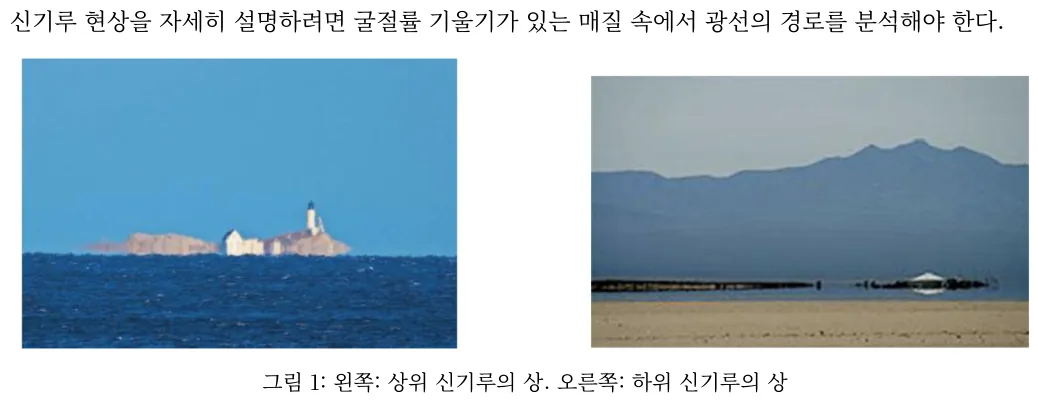 신기루 현상을 자세히 설명하려면 굴절률 기울기가 있는 매질 속에서 광선의 경로를 분석해야 한다.
그림 1: 왼쪽: 상위 신기루의 상. 오른쪽: 하위 신기루의 상